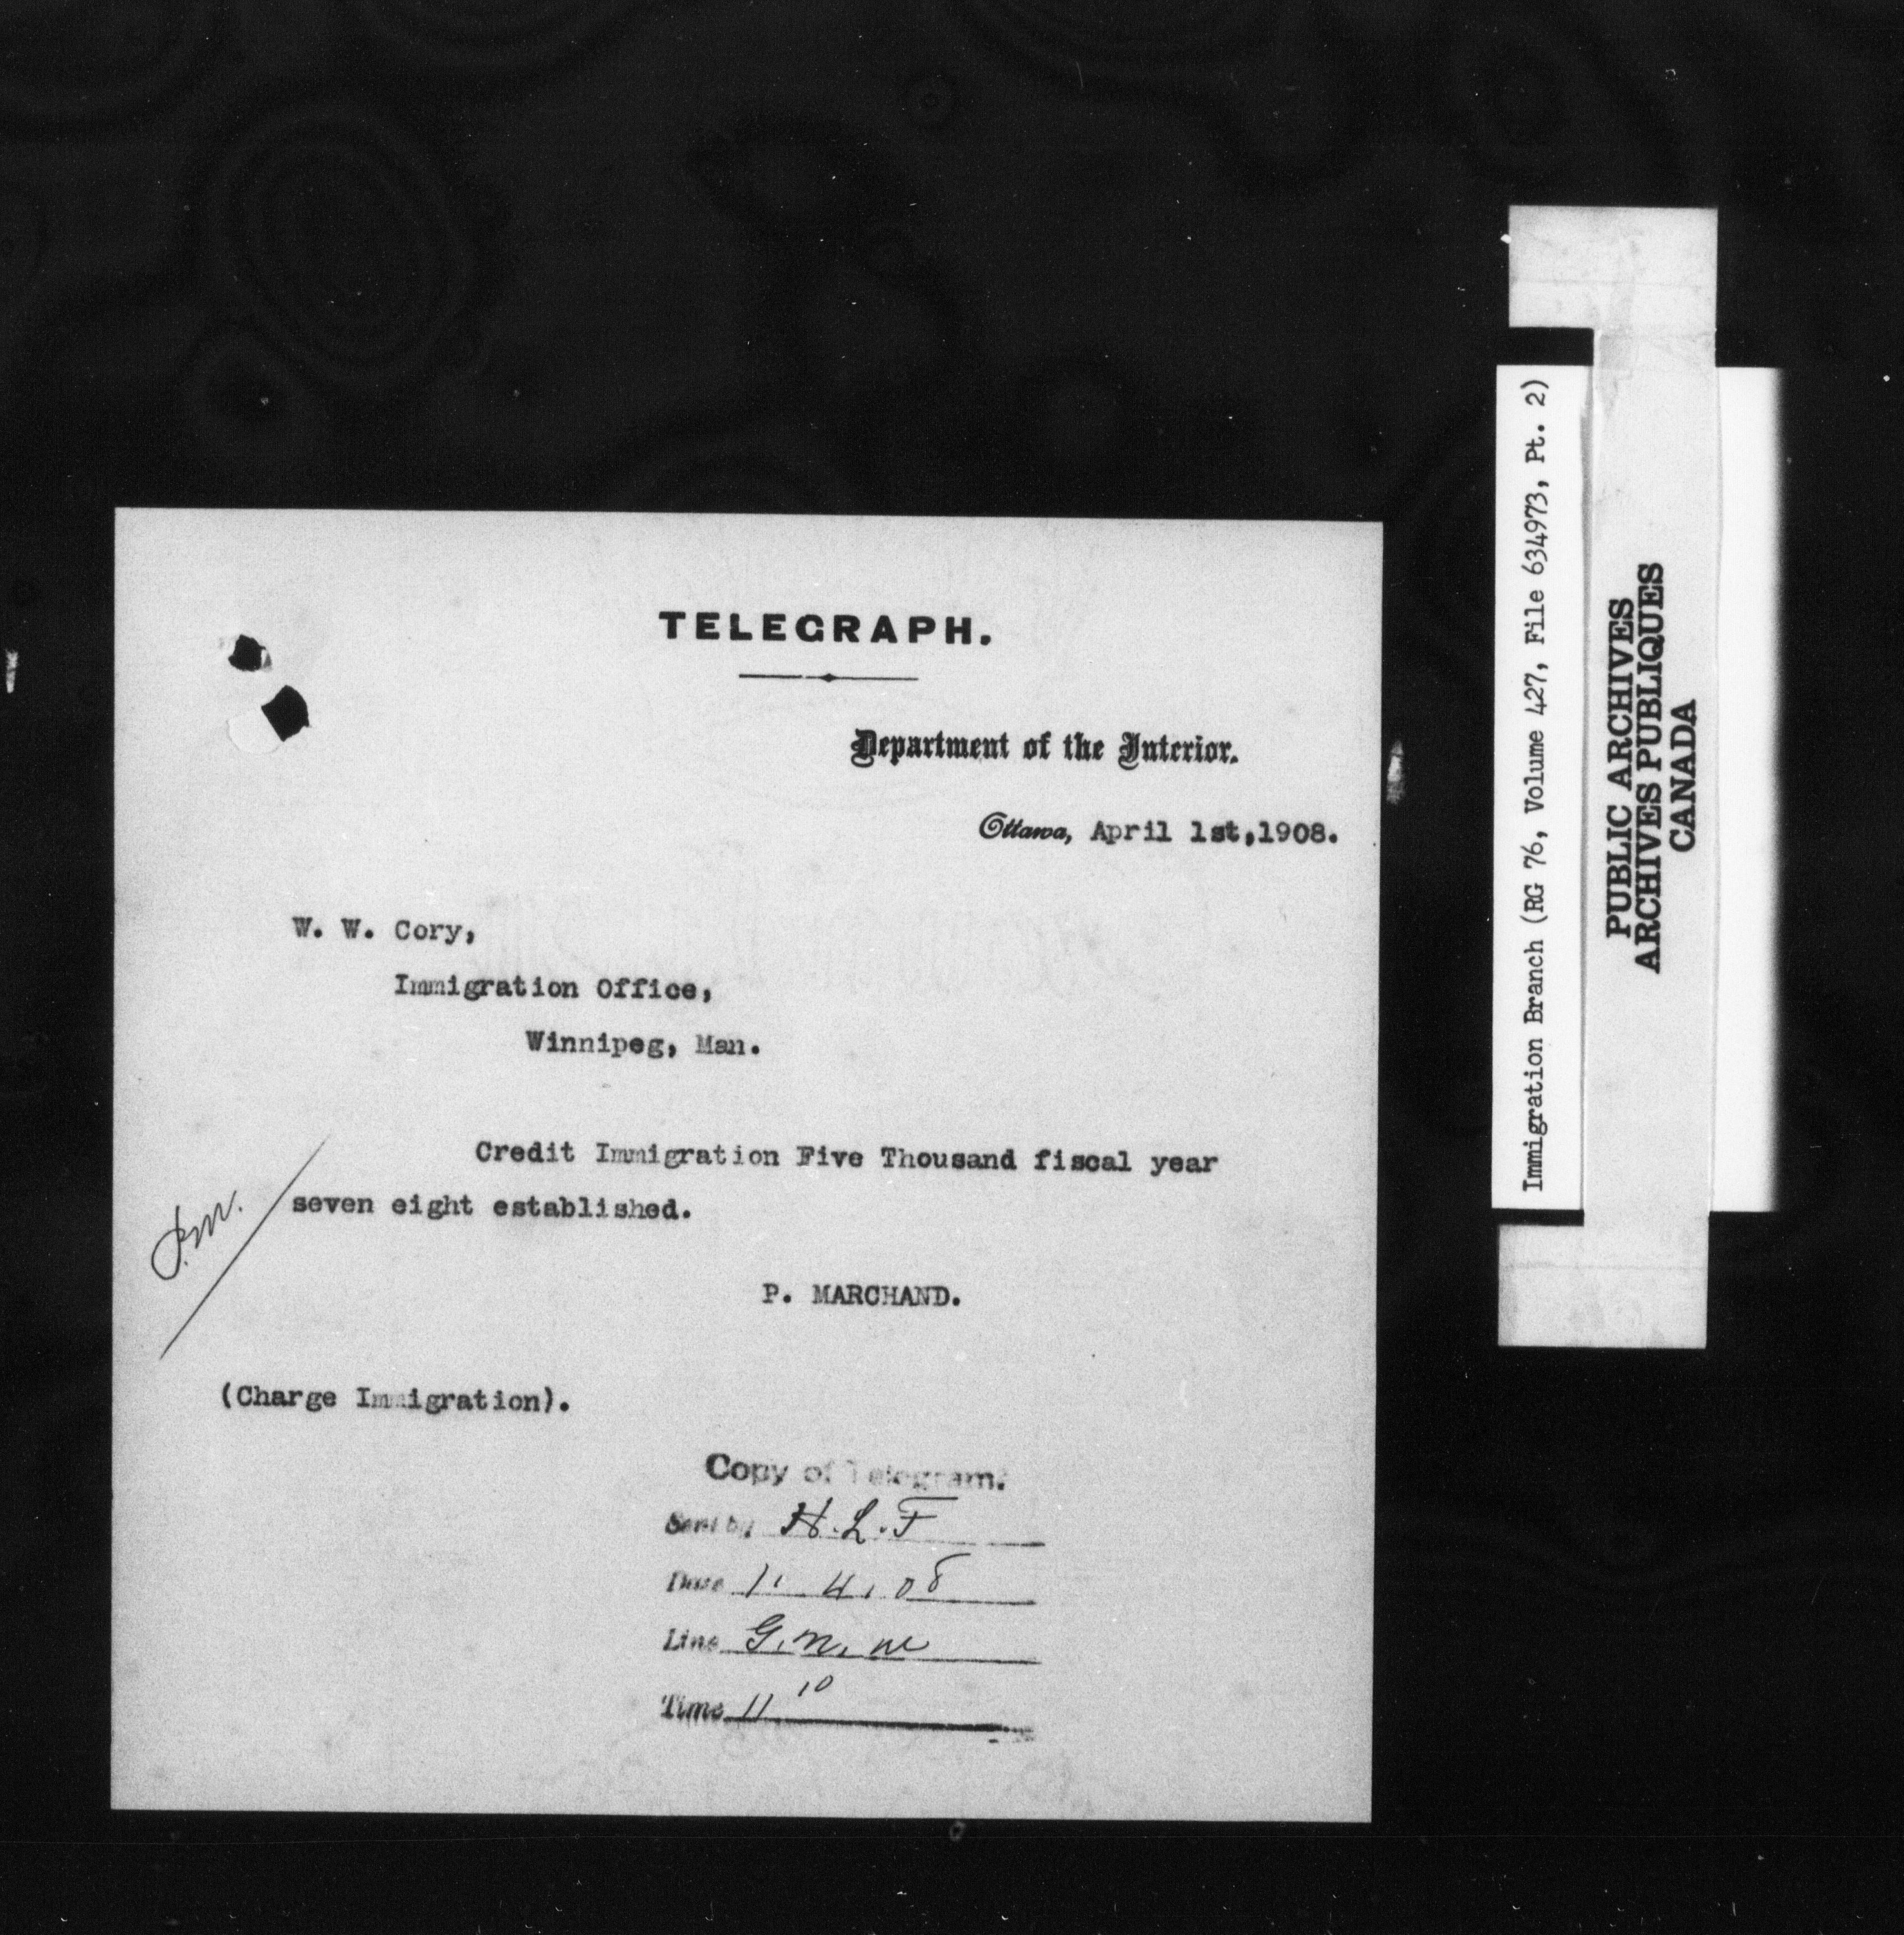 TELEGRAPH.
Department of the Interior.
Ottawa, April 1st,1908.
W. W. Cory,
Immigration Office,
Winnipeg, Man.
Credit Immigration Five Thousand fiscal year
seven eight established.
P.M.
P. MARCHAND.
(Charge Immigration).
Copy of Telegram.
Sent by H.L.F
Date 1. 4. 08
Line G.N.W
Time 11 10
Immigration Branch (RG 76, Volume 427, File 634973, Pt. 2)
PUBLIC ARCHIVES
ARCHIVES PUBLIQUES
CANADA